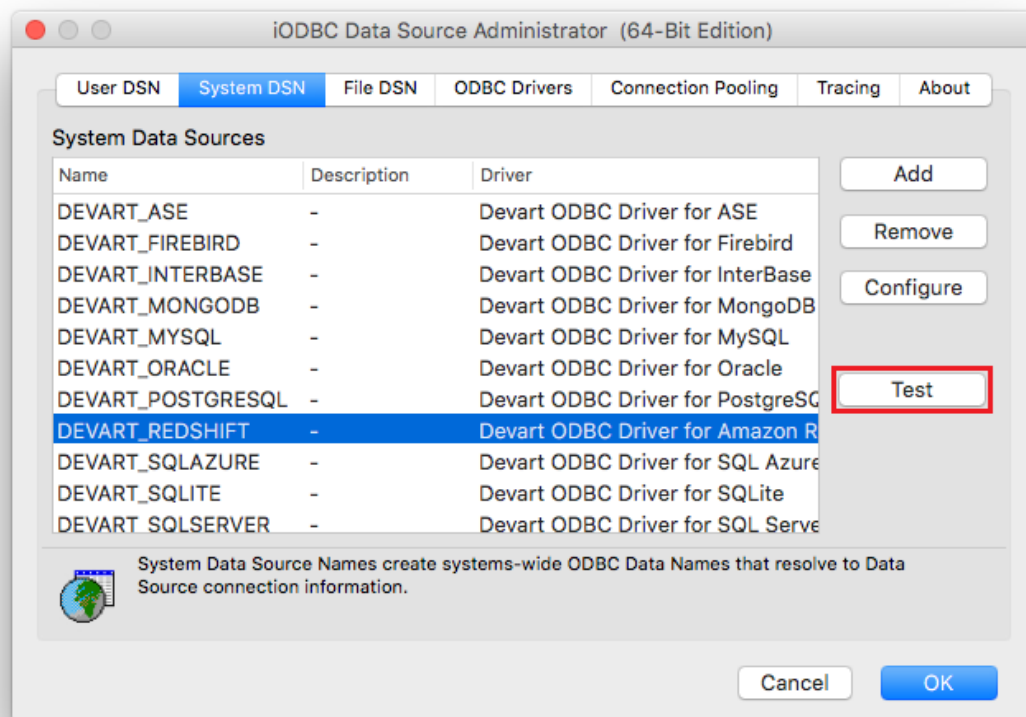 iODBC Data Source Administrator (64-Bit Edition)
User DSN System DSN File DSN ODBC Drivers Connection Pooling Tracing About
System Data Sources
Name Description Driver
DEVART_ASE - Devart ODBC Driver for ASE
DEVART_FIREBIRD - Devart ODBC Driver for Firebird
DEVART_INTERBASE - Devart ODBC Driver for InterBase
DEVART_MONGODB - Devart ODBC Driver for MongoDB
DEVART_MYSQL - Devart ODBC Driver for MySQL
DEVART_ORACLE - Devart ODBC Driver for Oracle
DEVART_POSTGRESQL - Devart ODBC Driver for PostgreSQ
DEVART_REDSHIFT - Devart ODBC Driver for Amazon R
DEVART_SQLAZURE - Devart ODBC Driver for SQL Azure
DEVART_SQLITE - Devart ODBC Driver for SQLite
DEVART_SQLSERVER - Devart ODBC Driver for SQL Serve
Add
Remove
Configure
Test
System Data Source Names create systems-wide ODBC Data Names that resolve to Data
Source connection information.
Cancel OK